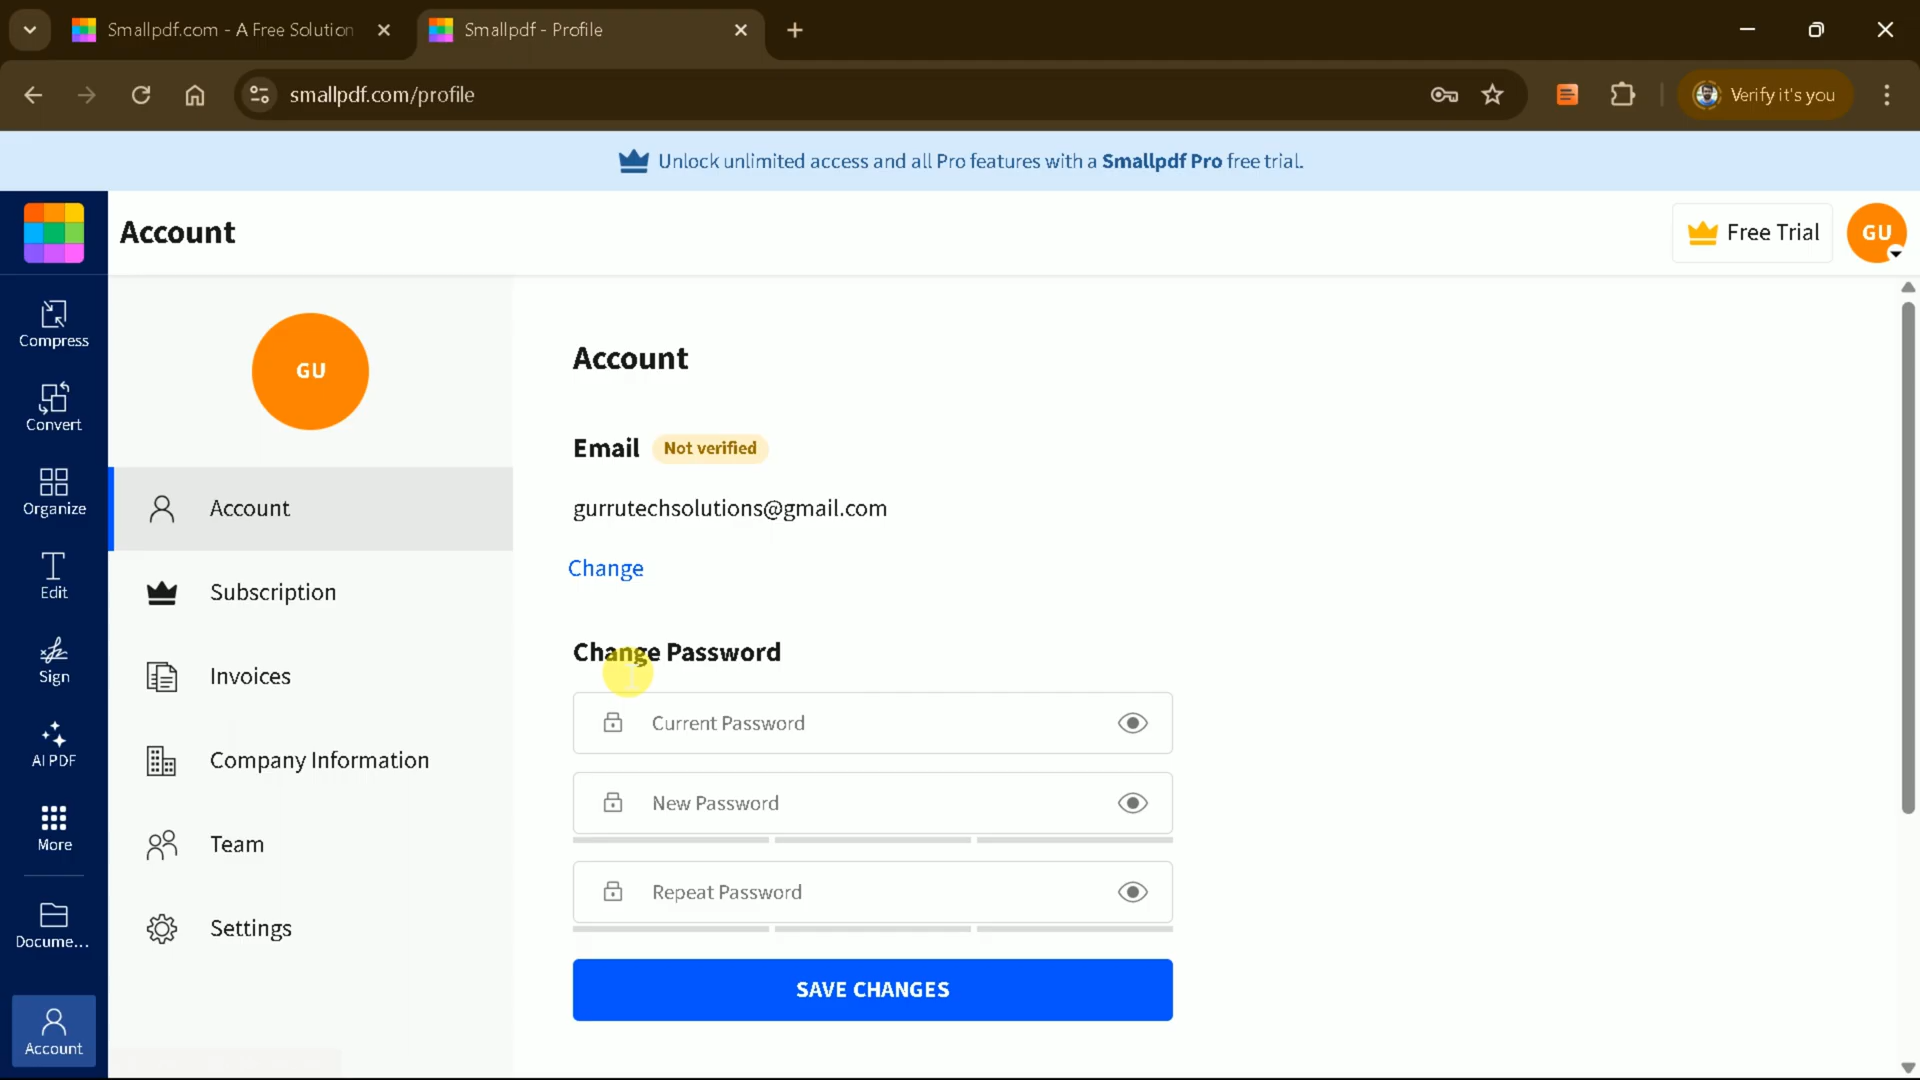 Smallpdf.com - A Free Solution
Smallpdf - Profile
smallpdf.com/profile
Verify it's you
Unlock unlimited access and all Pro features with a Smallpdf Pro free trial.
Account
Free Trial
GU
Compress
Convert
Organize
Edit
Sign
AI PDF
More
Docume...
Account
GU
Account
Subscription
Invoices
Company Information
Team
Settings
Account
Email Not verified
gurrutechsolutions@gmail.com
Change
Change Password
Current Password
New Password
Repeat Password
SAVE CHANGES